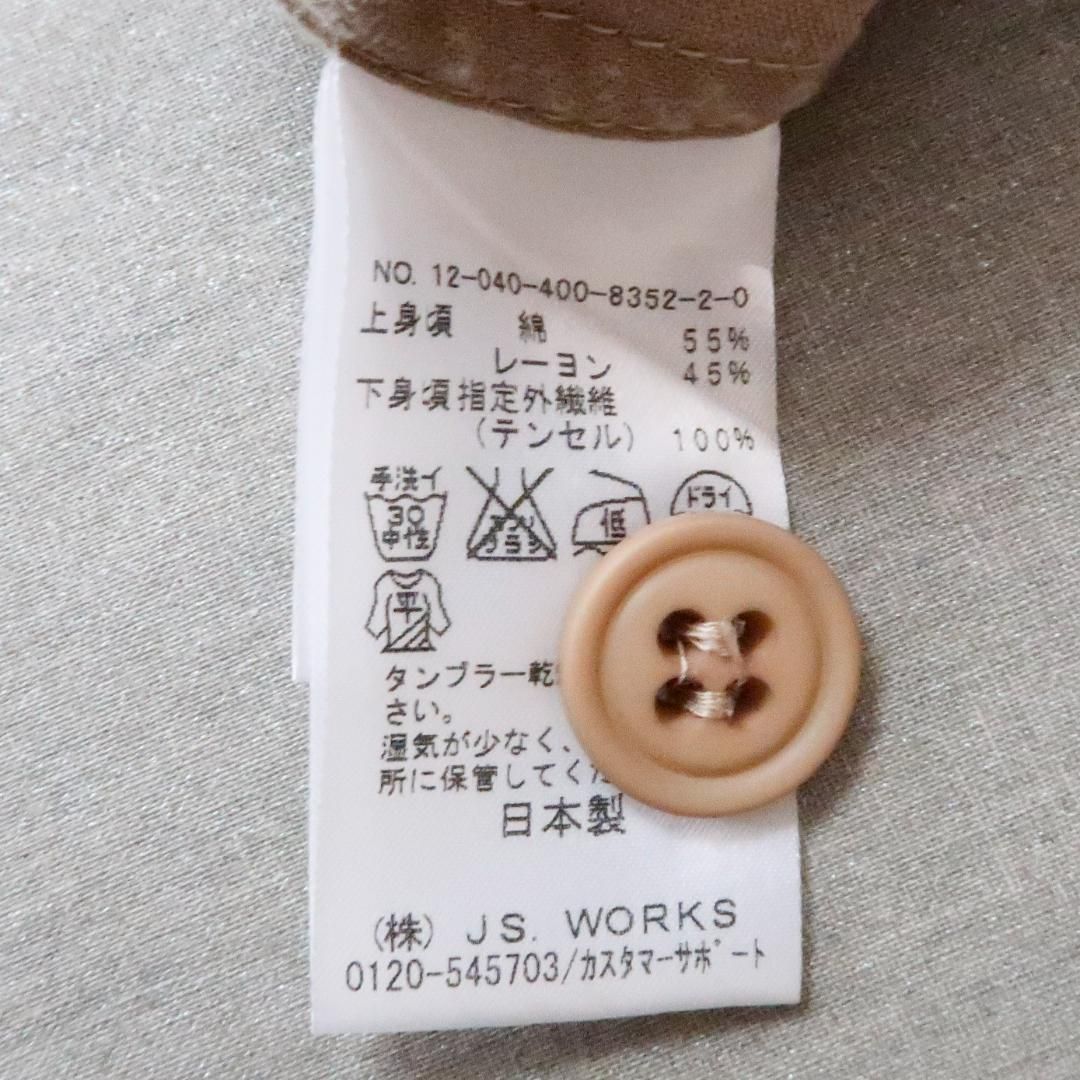 NO. 12-040-400-8352-2-0
上身頃 綿 55%
レーヨン 45%
下身頃指定外繊維
(テンセル) 100%
手洗イ
30
中性
低
ドライ
平
タンブラー乾
さい。
湿気が少なく、
所に保管してく
日本製
(株) JS. WORKS
0120-545703/カスタマーサポート